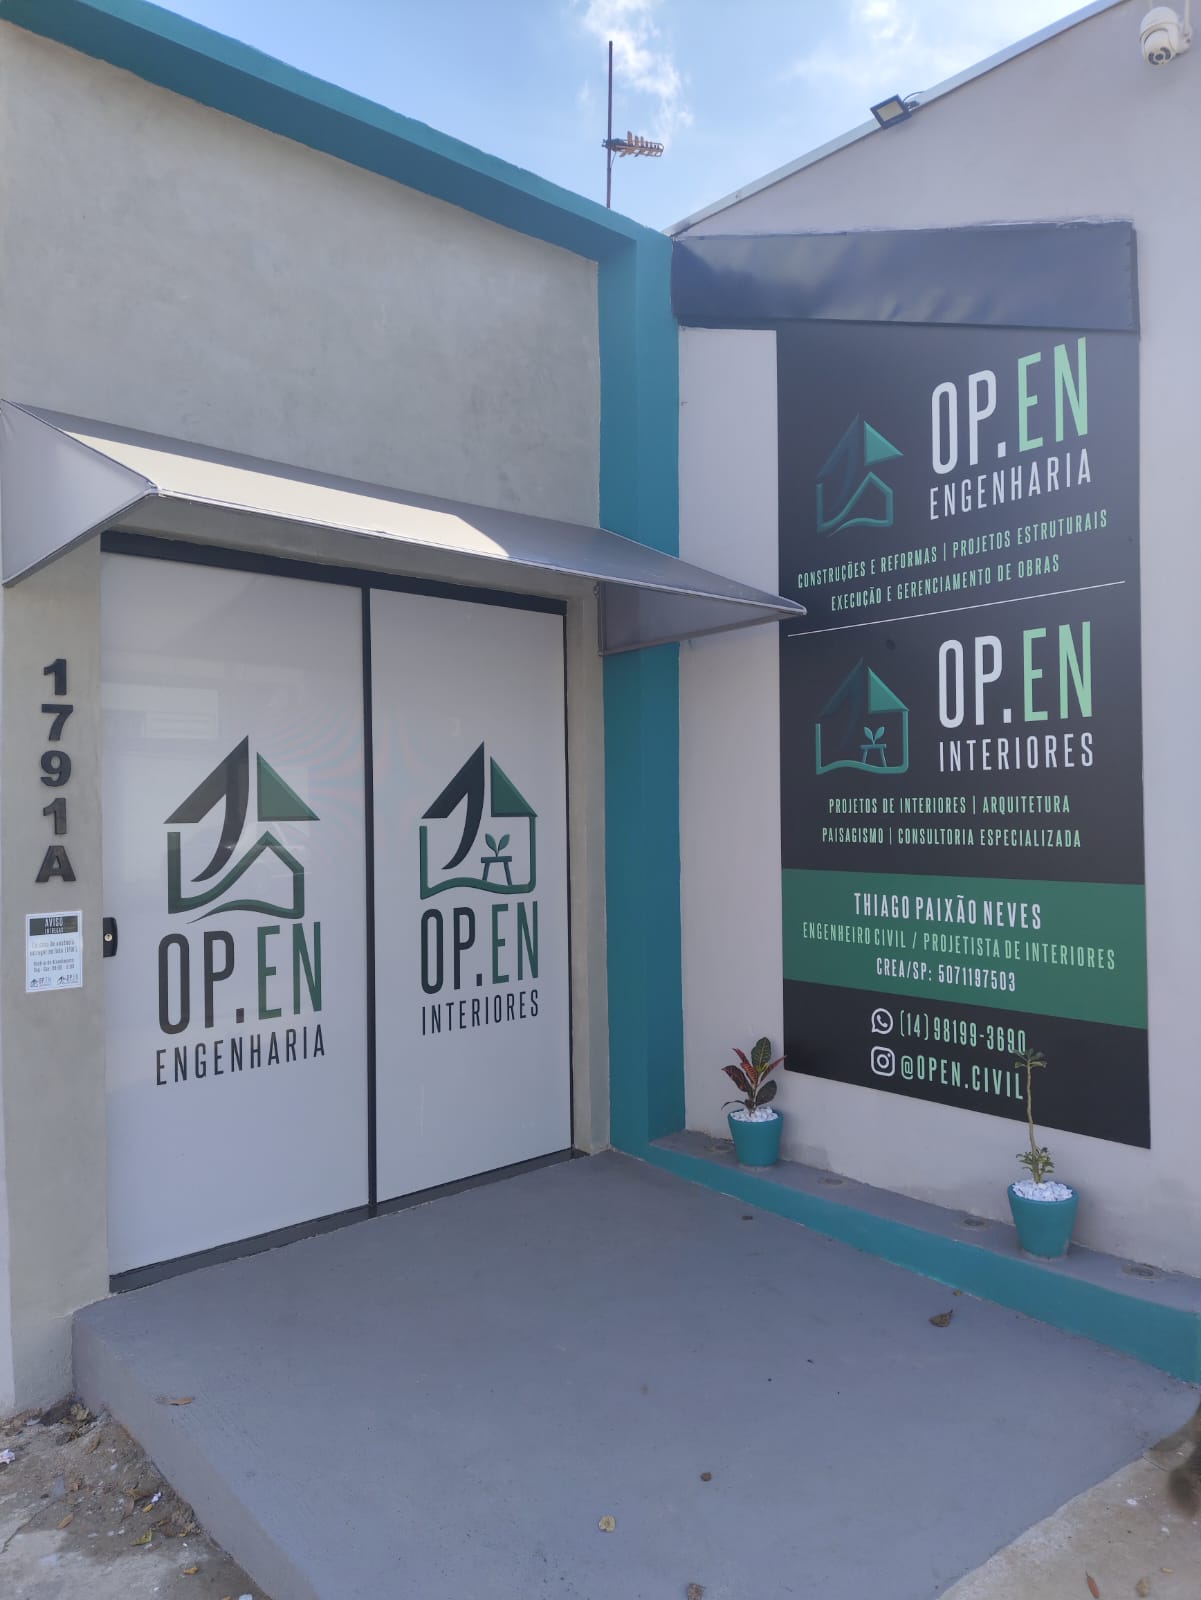 1791A
AVISO
ENTREGAS
OP.EN
ENGENHARIA
OP.EN
INTERIORES
OP.EN
ENGENHARIA
CONSTRUÇÕES E REFORMAS | PROJETOS ESTRUTURAIS
EXECUÇÃO E GERENCIAMENTO DE OBRAS
OP.EN
INTERIORES
PROJETOS DE INTERIORES | ARQUITETURA
PAISAGISMO | CONSULTORIA ESPECIALIZADA
THIAGO PAIXÃO NEVES
ENGENHEIRO CIVIL / PROJETISTA DE INTERIORES
CREA/SP: 5071197503
(14) 98199-3690
@OPEN.CIVIL